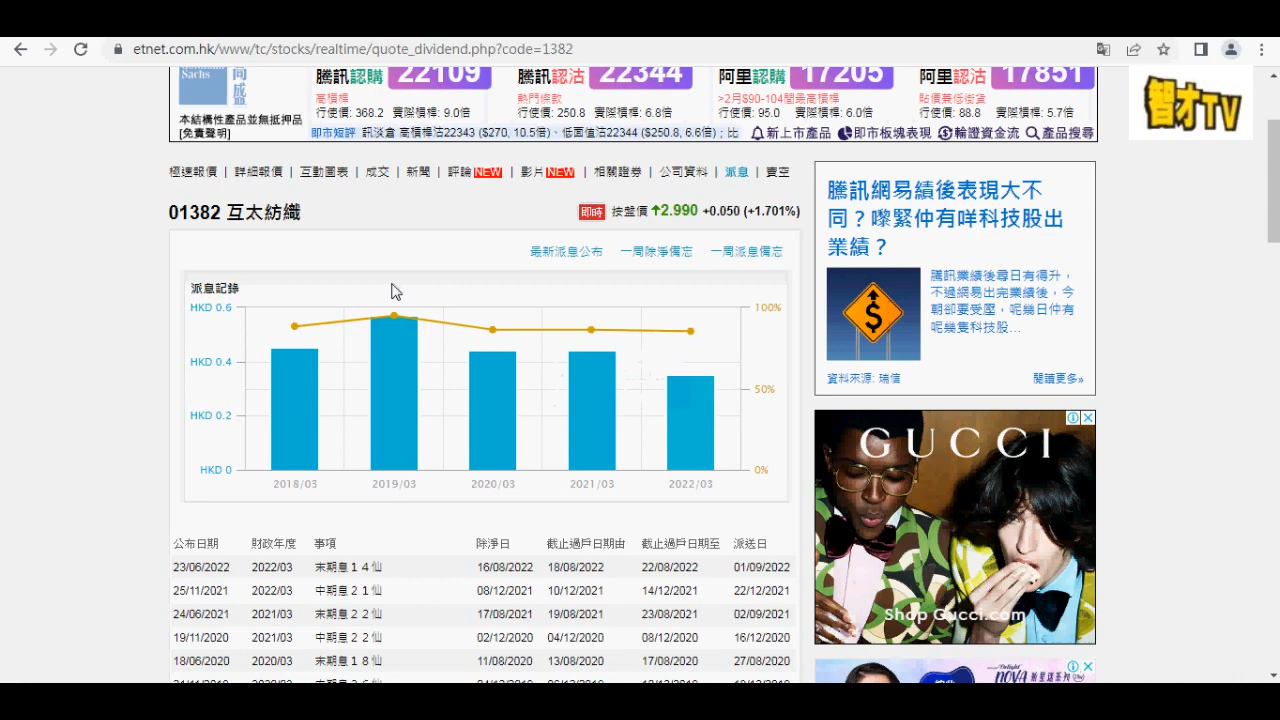 etnet.com.hk/www/tc/stocks/realtime/quote_dividend.php?code=1382
Sachs
高盛
本結構性產品並無抵押品
[免責聲明]
騰訊認購 22109
高槓桿
行使價: 368.2
騰訊認沽 22344
熱門條款
行使價: 250.8 實際槓桿: 6.8倍
阿里認購 17205
>2月$90-104間最高槓桿
行使價: 95.0 實際槓桿: 6.0倍
阿里認沽 17851
貼價兼低街貨
行使價: 88.8 實際槓桿: 5.7倍
即市短評
新上市產品 即市板塊表現 輪證資金流 產品搜尋
智才TV
極速報價 | 詳細報價 | 互動圖表 | 成交 | 新聞 | 評論NEW | 影片NEW | 相關證券 | 公司資料 | 派息 | 賣空
01382 互太紡織
即時 按盤價 2.990 +0.050 (+1.701%)
最新派息公布 一周除淨備忘 一周派息備忘
派息記錄
HKD 0.6
HKD 0.4
HKD 0.2
HKD 0
100%
50%
0%
2018/03 2019/03 2020/03 2021/03 2022/03
公布日期 財政年度 事項 除淨日 截止過戶日期由 截止過戶日期至 派送日
23/06/2022 2022/03 末期息１４仙 16/08/2022 18/08/2022 22/08/2022 01/09/2022
25/11/2021 2022/03 中期息２１仙 08/12/2021 10/12/2021 14/12/2021 22/12/2021
24/06/2021 2021/03 末期息２２仙 17/08/2021 19/08/2021 23/08/2021 02/09/2021
19/11/2020 2021/03 中期息２２仙 02/12/2020 04/12/2020 08/12/2020 16/12/2020
18/06/2020 2020/03 末期息１８仙 11/08/2020 13/08/2020 17/08/2020 27/08/2020
騰訊網易績後表現大不
同？嚟緊仲有咩科技股出
業績？
騰訊業績後尋日有得升，
不過網易出完業績後，今
朝卻要受壓，呢幾日仲有
呢幾隻科技股...
資料來源: 瑞信
閱讀更多»
GUCCI
Shop Gucci.com
NOVA